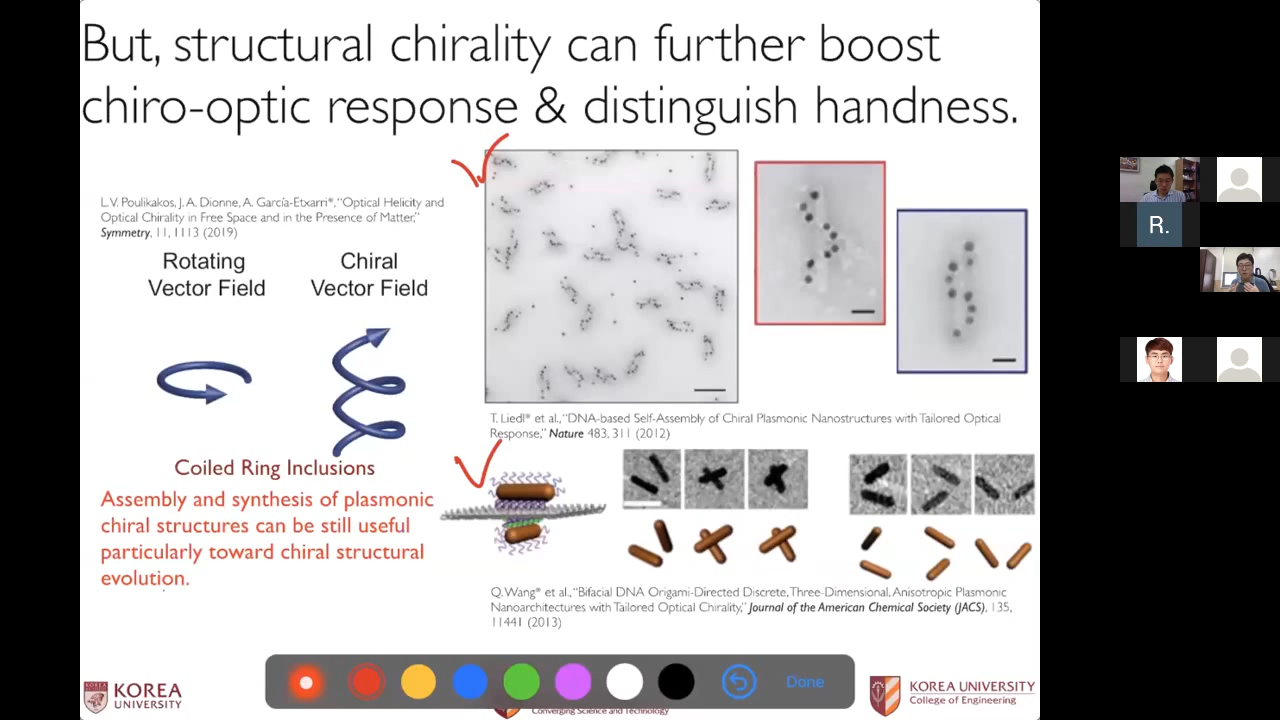 But, structural chirality can further boost
chiro-optic response & distinguish handness.
L.V. Poulikakos, J. A. Dionne, A. García-Etxarri*, “Optical Helicity and
Optical Chirality in Free Space and in the Presence of Matter,”
Symmetry, 11, 1113 (2019)
Rotating
Vector Field
Chiral
Vector Field
Coiled Ring Inclusions
Assembly and synthesis of plasmonic
chiral structures can be still useful
particularly toward chiral structural
evolution.
T. Liedl* et al., “DNA-based Self-Assembly of Chiral Plasmonic Nanostructures with Tailored Optical
Response,” Nature 483, 311 (2012)
Q. Wang* et al., “Bifacial DNA Origami-Directed Discrete, Three-Dimensional, Anisotropic Plasmonic
Nanoarchitectures with Tailored Optical Chirality,” Journal of the American Chemical Society (JACS), 135,
11441 (2013)
R.
Done
KOREA
UNIVERSITY
Converging Science and Technology
KOREA UNIVERSITY
College of Engineering